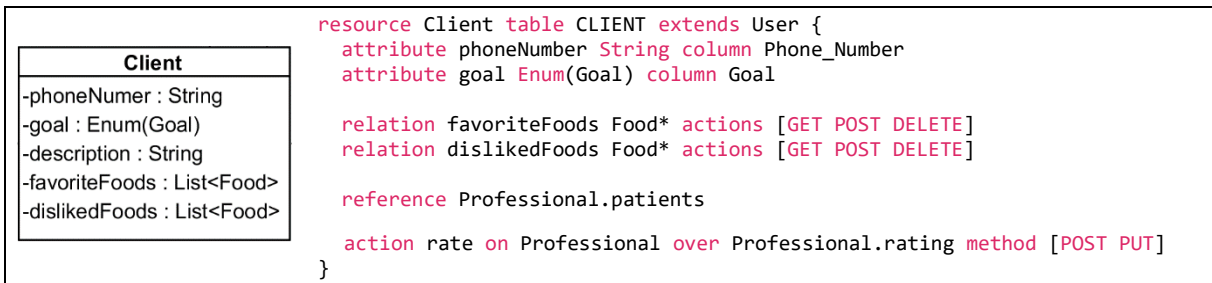 Client
-phoneNumer : String
-goal : Enum(Goal)
-description : String
-favoriteFoods : List<Food>
-dislikedFoods : List<Food>
resource Client table CLIENT extends User {
attribute phoneNumber String column Phone_Number
attribute goal Enum(Goal) column Goal
relation favoriteFoods Food* actions [GET POST DELETE]
relation dislikedFoods Food* actions [GET POST DELETE]
reference Professional.patients
action rate on Professional over Professional.rating method [POST PUT]
}